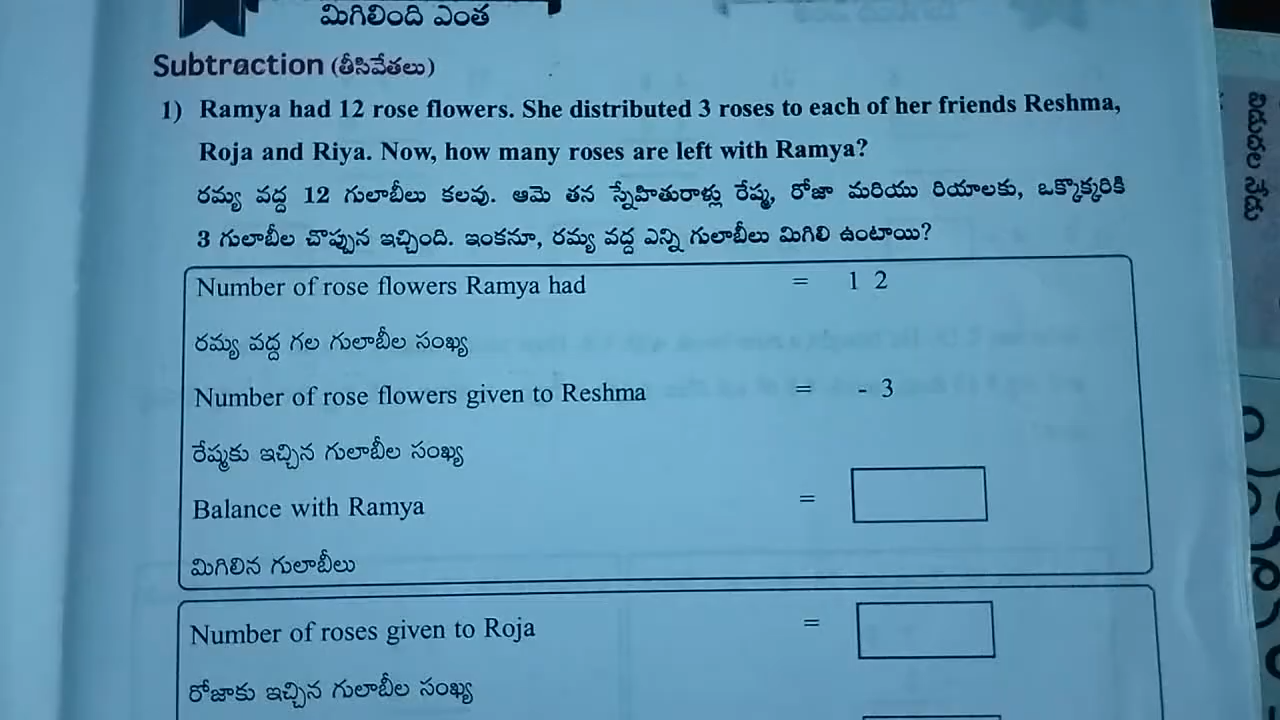 మిగిలింది ఎంత
Subtraction (తీసివేతలు)
1) Ramya had 12 rose flowers. She distributed 3 roses to each of her friends Reshma,
Roja and Riya. Now, how many roses are left with Ramya?
రమ్య వద్ద 12 గులాబీలు కలవు. ఆమె తన స్నేహితురాళ్లు రేష్మ, రోజా మరియు రియాలకు, ఒక్కొక్కరికి
3 గులాబీల చొప్పున ఇచ్చింది. ఇంకనూ, రమ్య వద్ద ఎన్ని గులాబీలు మిగిలి ఉంటాయి?
Number of rose flowers Ramya had = 1 2
రమ్య వద్ద గల గులాబీల సంఖ్య
Number of rose flowers given to Reshma = - 3
రేష్మకు ఇచ్చిన గులాబీల సంఖ్య
Balance with Ramya =
మిగిలిన గులాబీలు
Number of roses given to Roja =
రోజాకు ఇచ్చిన గులాబీల సంఖ్య